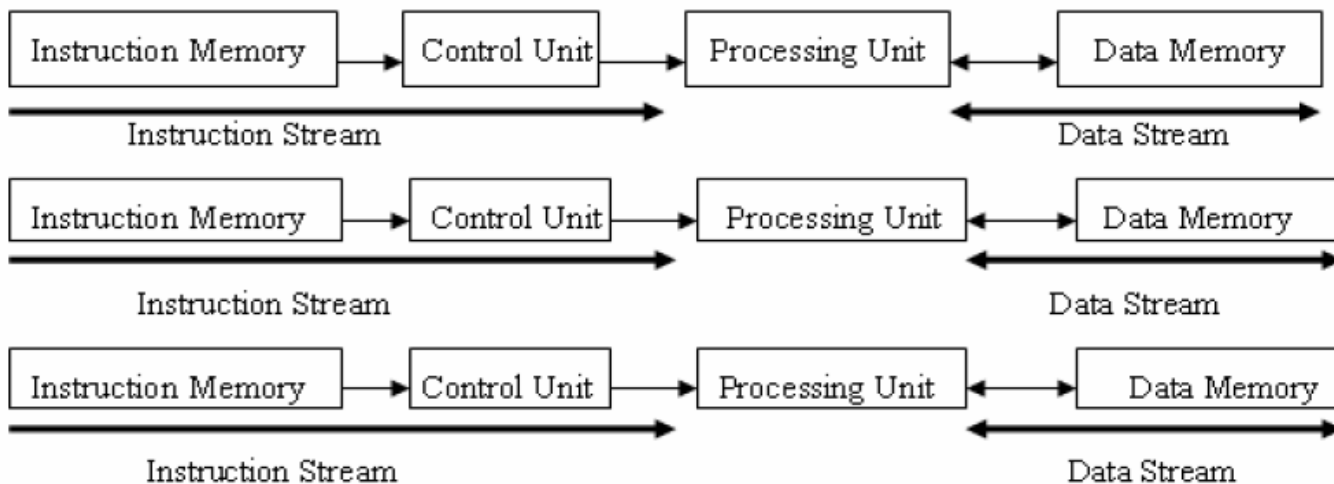 Instruction Memory Control Unit Processing Unit Data Memory
Instruction Stream Data Stream
Instruction Memory Control Unit Processing Unit Data Memory
Instruction Stream Data Stream
Instruction Memory Control Unit Processing Unit Data Memory
Instruction Stream Data Stream